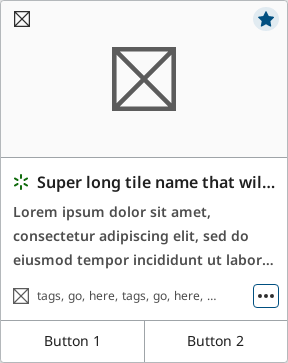 Super long tile name that wil...
Lorem ipsum dolor sit amet,
consectetur adipiscing elit, sed do
eiusmod tempor incididunt ut labor...
tags, go, here, tags, go, here, ...
Button 1
Button 2